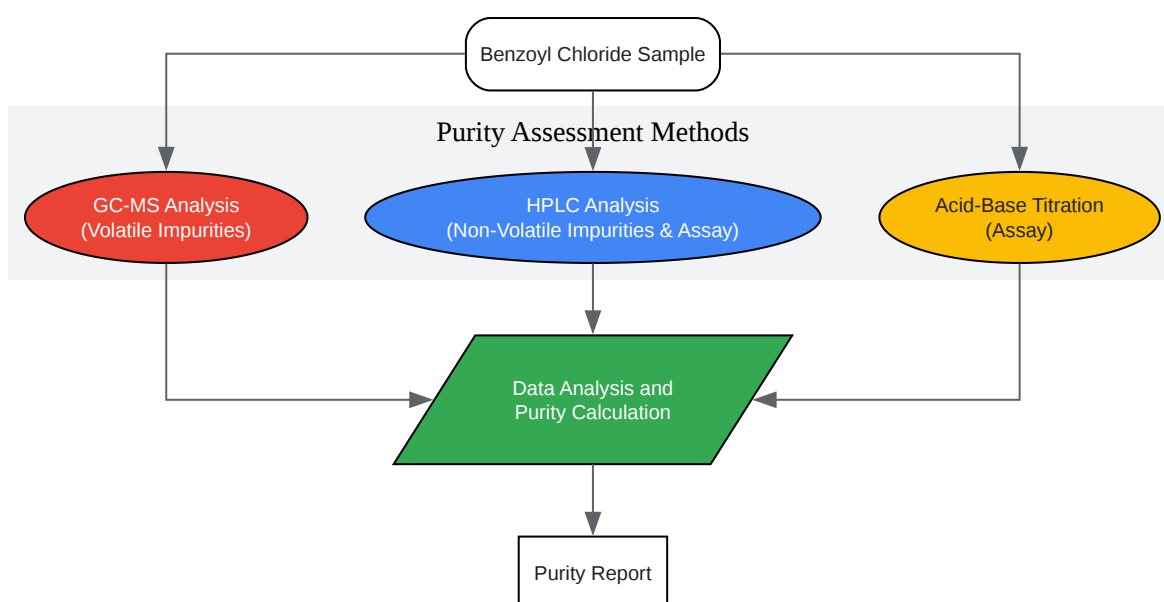 Benzoyl Chloride Sample
Purity Assessment Methods
GC-MS Analysis
(Volatile Impurities)
HPLC Analysis
(Non-Volatile Impurities & Assay)
Acid-Base Titration
(Assay)
Data Analysis and
Purity Calculation
Purity Report